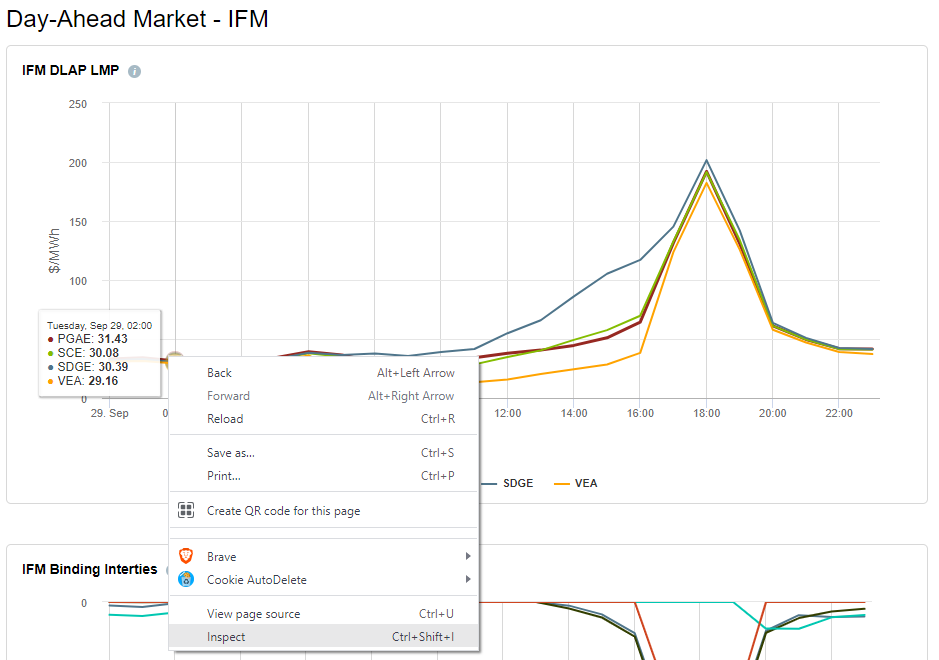 Day-Ahead Market - IFM
IFM DLAP LMP
i
250
200
150
100
0
$/MWh
Tuesday, Sep 29, 02:00
PGAE: 31.43
SCE: 30.08
SDGE: 30.39
VEA: 29.16
29. Sep
12:00
14:00
16:00
18:00
20:00
22:00
SDGE
VEA
Back Alt+Left Arrow
Forward Alt+Right Arrow
Reload Ctrl+R
Save as... Ctrl+S
Print... Ctrl+P
Create QR code for this page
Brave
Cookie AutoDelete
View page source Ctrl+U
Inspect Ctrl+Shift+I
IFM Binding Interties
0